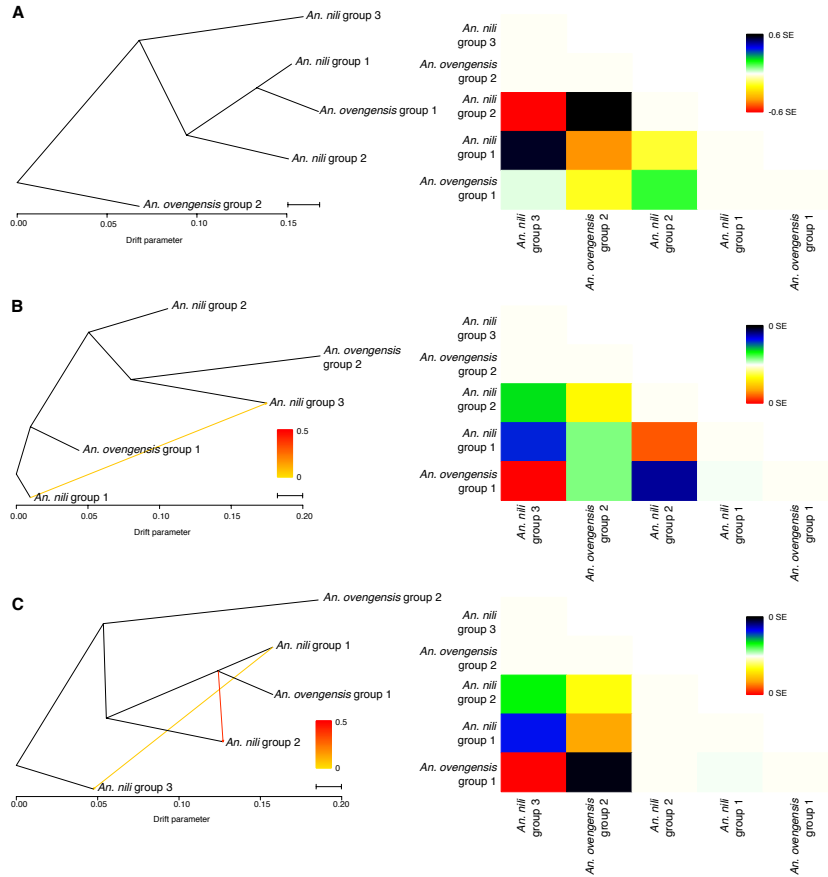 A
An. nili group 3
An. nili group 1
An. ovengensis group 1
An. nili group 2
An. ovengensis group 2
0.00
0.05
0.10
0.15
Drift parameter
An. nili
group 3
An. ovengensis
group 2
An. nili
group 2
An. nili
group 1
An. ovengensis
group 1
0.6 SE
-0.6 SE
An. nili
group 3
An. ovengensis
group 2
An. nili
group 2
An. nili
group 1
An. ovengensis
group 1
B
An. nili group 2
An. ovengensis
group 2
An. nili group 3
An. ovengensis group 1
An. nili group 1
0.5
0
0.00
0.05
0.10
0.15
0.20
Drift parameter
An. nili
group 3
An. ovengensis
group 2
An. nili
group 2
An. nili
group 1
An. ovengensis
group 1
0 SE
0 SE
An. nili
group 3
An. ovengensis
group 2
An. nili
group 2
An. nili
group 1
An. ovengensis
group 1
C
An. ovengensis group 2
An. nili group 1
An. ovengensis group 1
An. nili group 2
An. nili group 3
0.5
0
0.00
0.05
0.10
0.15
0.20
Drift parameter
An. nili
group 3
An. ovengensis
group 2
An. nili
group 2
An. nili
group 1
An. ovengensis
group 1
0 SE
0 SE
An. nili
group 3
An. ovengensis
group 2
An. nili
group 2
An. nili
group 1
An. ovengensis
group 1